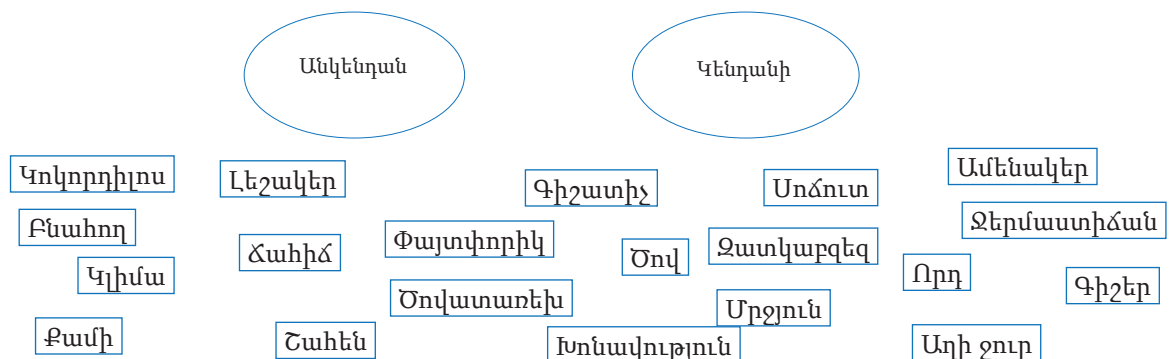 Անկենդան
Կենդանի
Կոկորդիլոս
Լեշակեր
Գիշատիչ
Սոճուտ
Ամենակեր
Բնահող
Փայտփորիկ
Ջերմաստիճան
Ճահիճ
Ծով
Զատկաբզեզ
Կլիմա
Որդ
Գիշեր
Ծովատառեխ
Մրջյուն
Քամի
Շահեն
Խոնավություն
Աղի ջուր